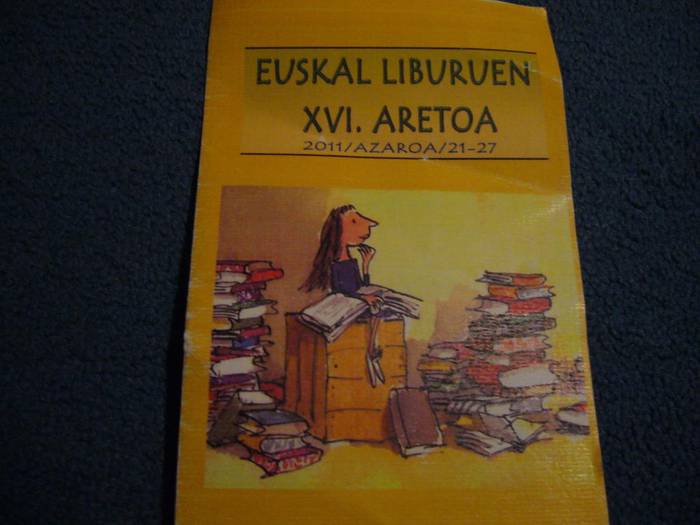 EUSKAL LIBURUEN
XVI. ARETOA
2011/AZAROA/21-27